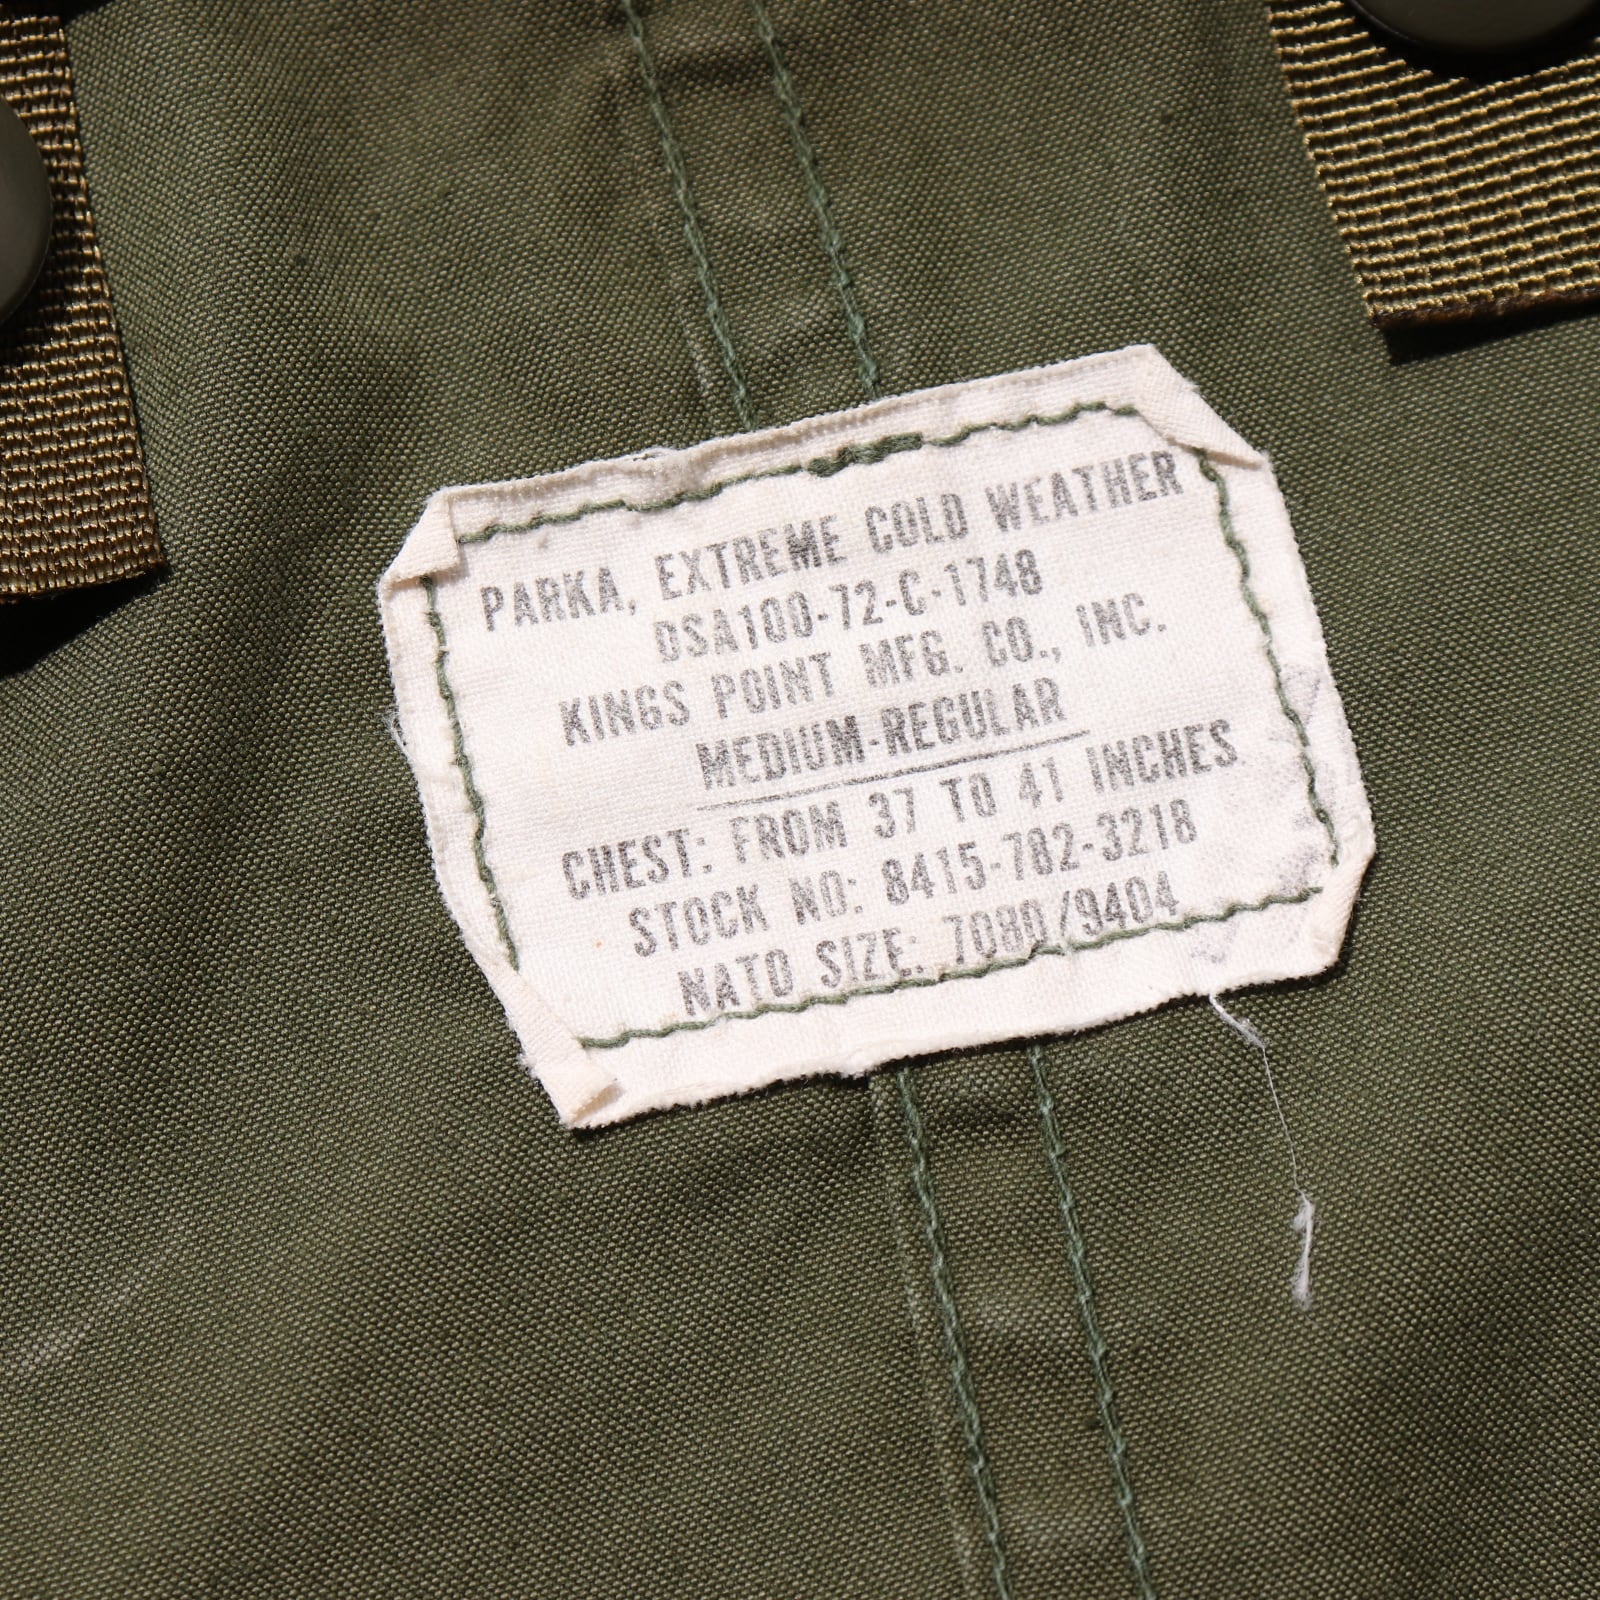 PARKA, EXTREME COLD WEATHER
DSA100-72-C-1748
KINGS POINT MFG. CO., INC.
MEDIUM-REGULAR
CHEST: FROM 37 TO 41 INCHES
STOCK NO: 8415-782-3218
NATO SIZE: 7080/9404